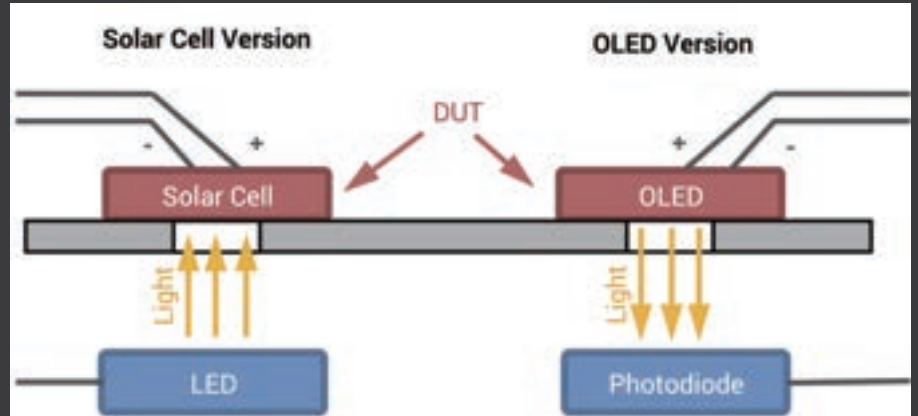 Solar Cell Version
OLED Version
DUT
- +
+ -
Solar Cell
OLED
Light
Light
LED
Photodiode